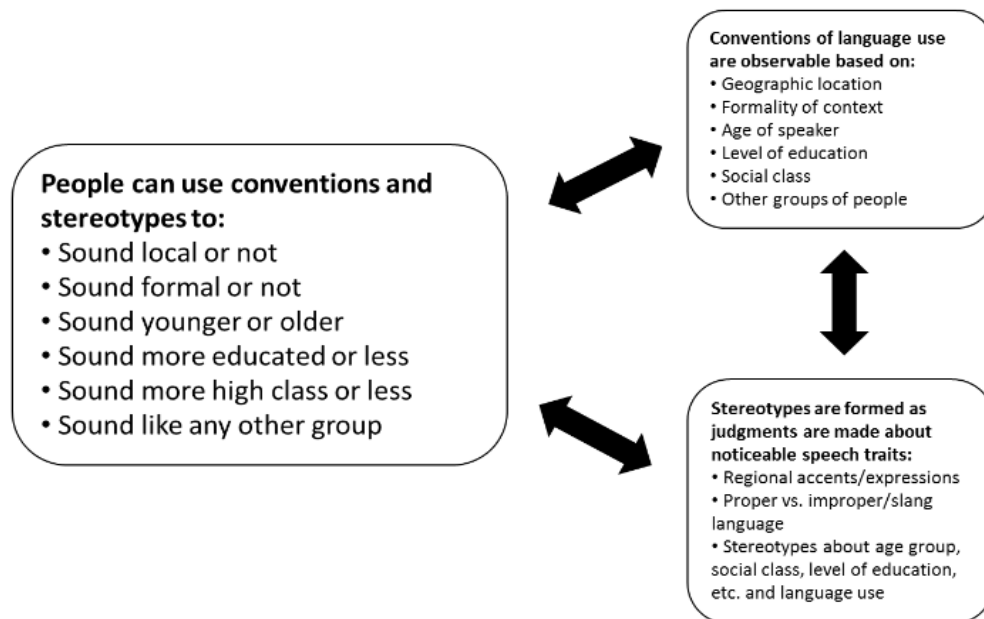 People can use conventions and
stereotypes to:
• Sound local or not
• Sound formal or not
• Sound younger or older
• Sound more educated or less
• Sound more high class or less
• Sound like any other group
Conventions of language use
are observable based on:
• Geographic location
• Formality of context
• Age of speaker
• Level of education
• Social class
• Other groups of people
Stereotypes are formed as
judgments are made about
noticeable speech traits:
• Regional accents/expressions
• Proper vs. improper/slang
language
• Stereotypes about age group,
social class, level of education,
etc. and language use